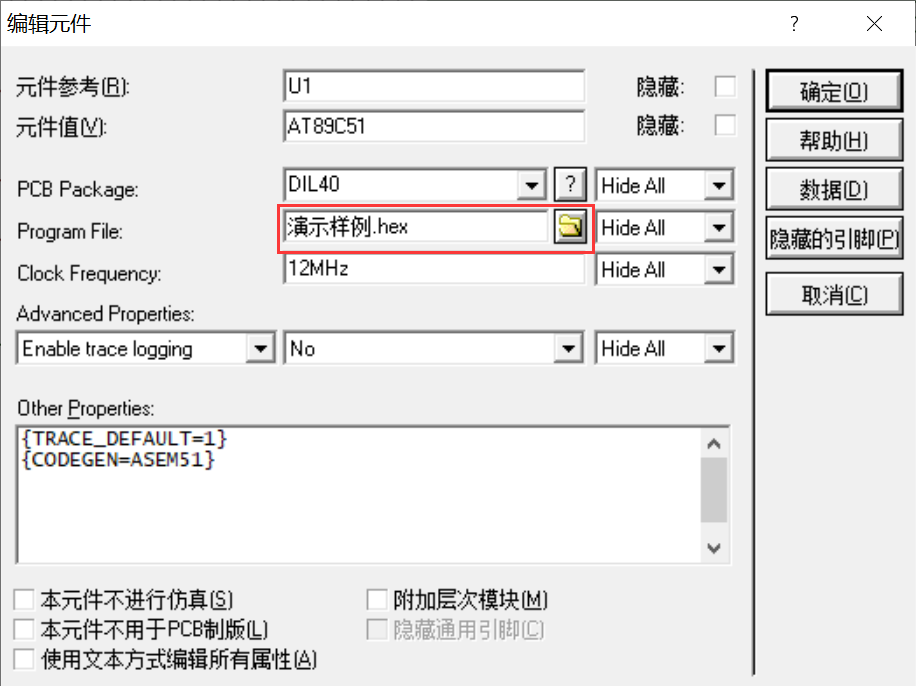 编辑元件 ?
元件参考(R): U1 隐藏: 确定(O)
元件值(V): AT89C51 隐藏: 帮助(H)
PCB Package: DIL40 ? Hide All 数据(D)
Program File: 演示样例.hex Hide All 隐藏的引脚(P)
Clock Frequency: 12MHz Hide All 取消(C)
Advanced Properties:
Enable trace logging No Hide All
Other Properties:
{TRACE_DEFAULT=1}
{CODEGEN=ASEM51}
本元件不进行仿真(S) 附加层次模块(M)
本元件不用于PCB制版(L) 隐藏通用引脚(C)
使用文本方式编辑所有属性(A)